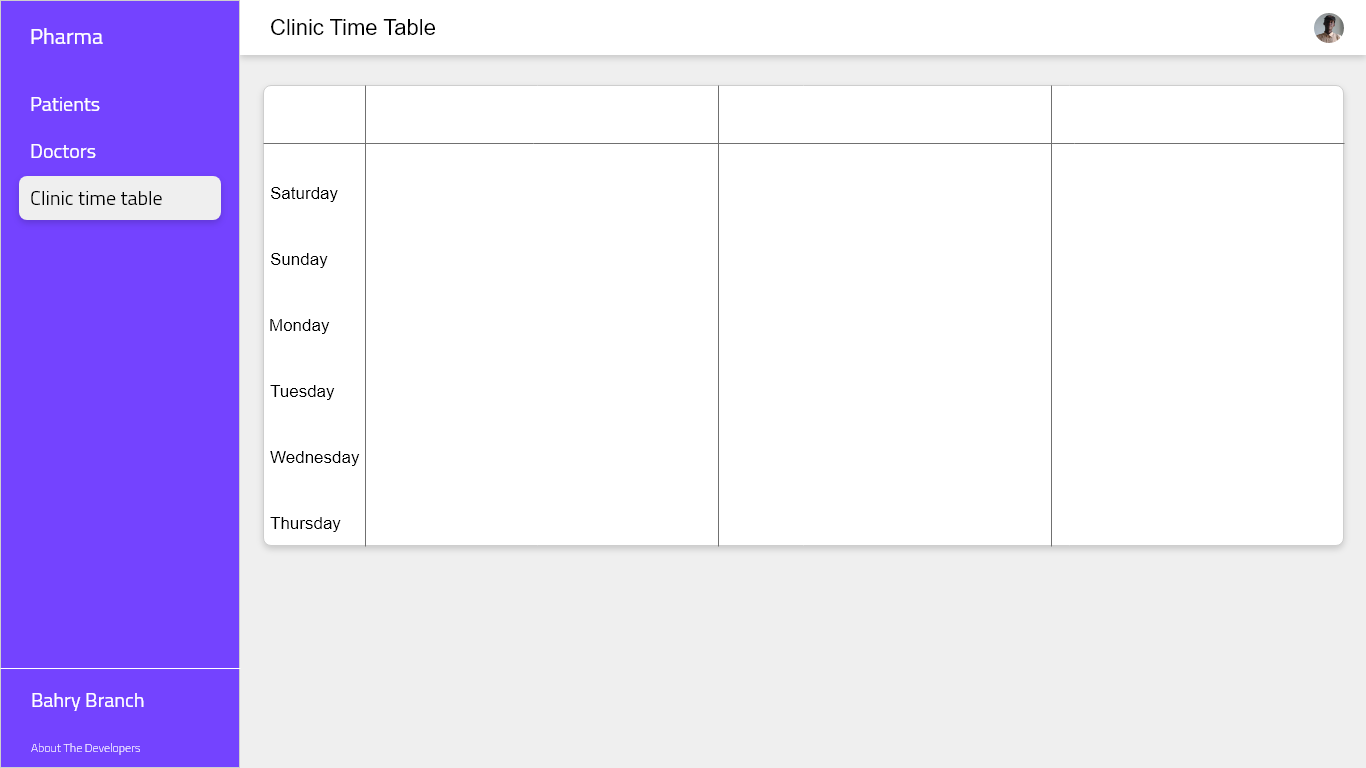 Pharma
Patients
Doctors
Clinic time table
Bahry Branch
About The Developers
Clinic Time Table
Saturday
Sunday
Monday
Tuesday
Wednesday
Thursday